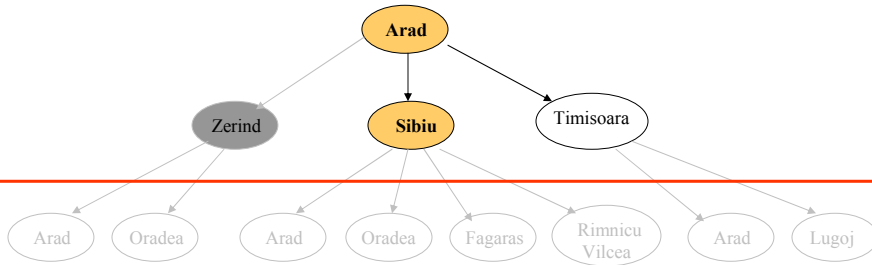 Arad
Zerind
Sibiu
Timisoara
Arad
Oradea
Arad
Oradea
Fagaras
Rimnicu
Vilcea
Arad
Lugoj